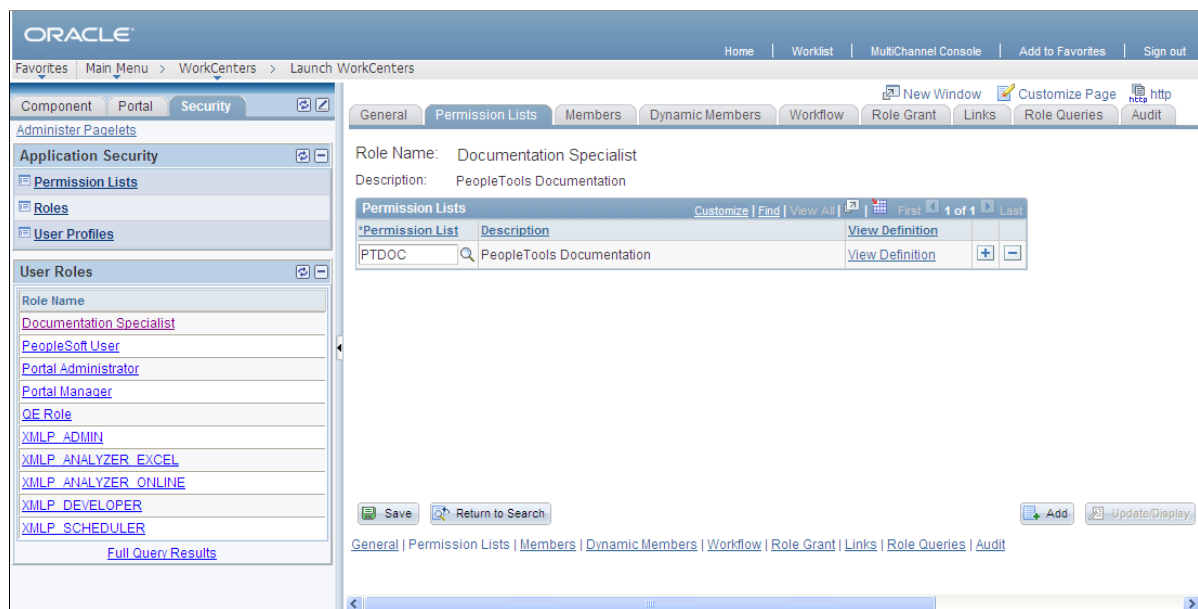 ORACLE
Home | Worklist | MultiChannel Console | Add to Favorites | Sign out
Favorites Main Menu > WorkCenters > Launch WorkCenters
Component Portal Security
Administer Pagelets
Application Security
Permission Lists
Roles
User Profiles
User Roles
Role Name
Documentation Specialist
PeopleSoft User
Portal Administrator
Portal Manager
QE Role
XMLP_ADMIN
XMLP_ANALYZER_EXCEL
XMLP_ANALYZER_ONLINE
XMLP_DEVELOPER
XMLP_SCHEDULER
Full Query Results
New Window Customize Page http
General Permission Lists Members Dynamic Members Workflow Role Grant Links Role Queries Audit
Role Name: Documentation Specialist
Description: PeopleTools Documentation
Permission Lists Customize | Find | View All | | First 1 of 1 Last
*Permission List Description View Definition
PTDOC PeopleTools Documentation View Definition
Save Return to Search Add Update/Display
General | Permission Lists | Members | Dynamic Members | Workflow | Role Grant | Links | Role Queries | Audit